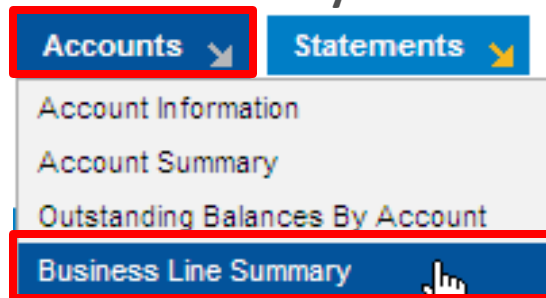 Accounts Statements
Account Information
Account Summary
Outstanding Balances By Account
Business Line Summary